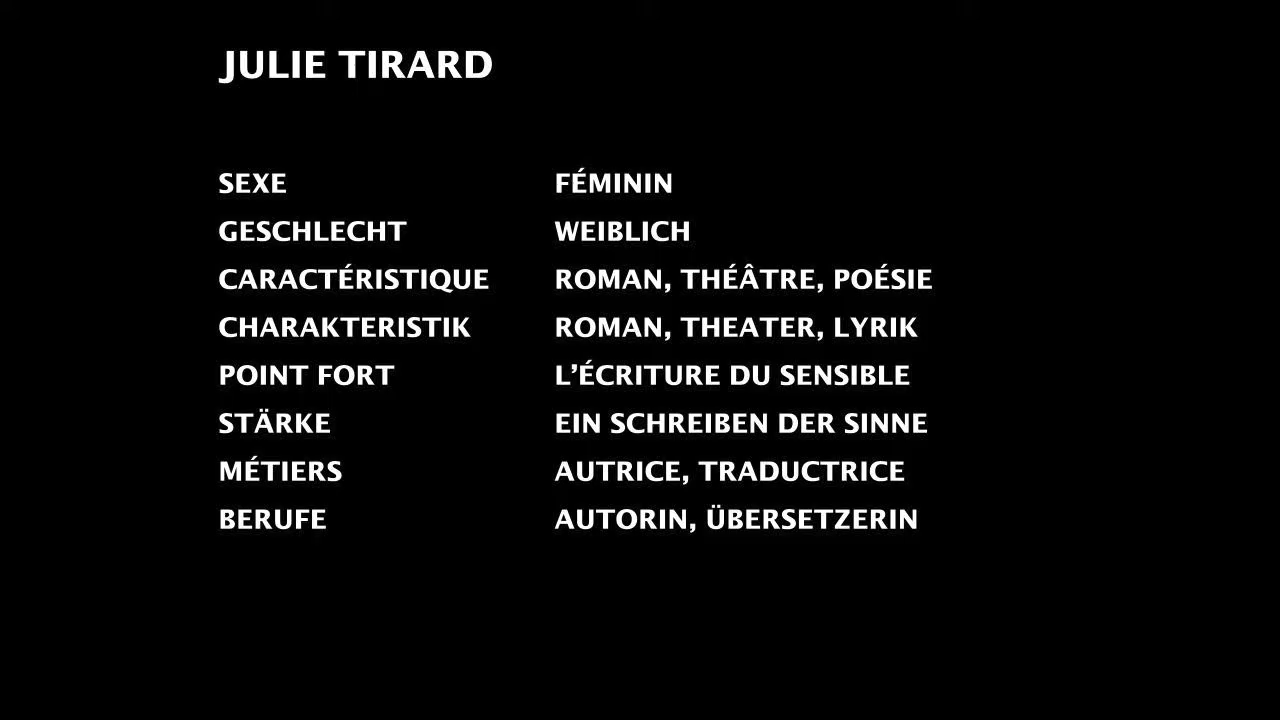 JULIE TIRARD
SEXE FÉMININ
GESCHLECHT WEIBLICH
CARACTÉRISTIQUE ROMAN, THÉÂTRE, POÉSIE
CHARAKTERISTIK ROMAN, THEATER, LYRIK
POINT FORT L’ÉCRITURE DU SENSIBLE
STÄRKE EIN SCHREIBEN DER SINNE
MÉTIERS AUTRICE, TRADUCTRICE
BERUFE AUTORIN, ÜBERSETZERIN